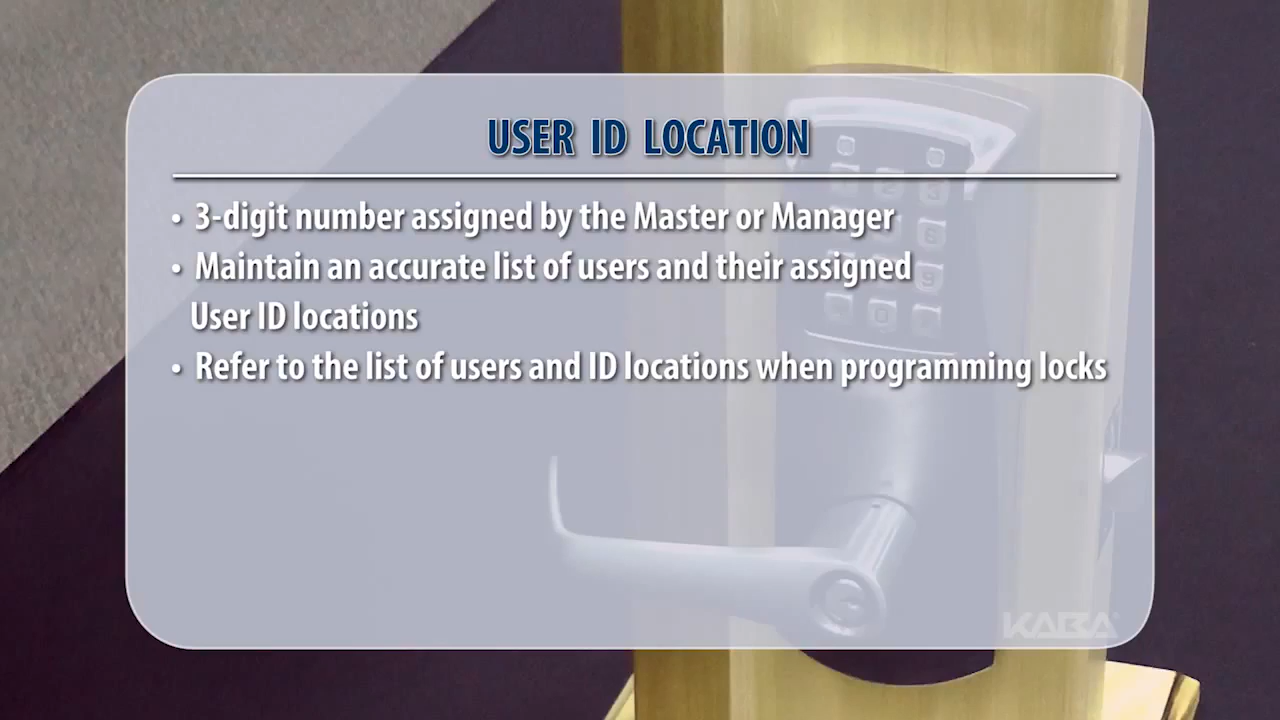 USER ID LOCATION
• 3-digit number assigned by the Master or Manager
• Maintain an accurate list of users and their assigned
User ID locations
• Refer to the list of users and ID locations when programming locks
KABA